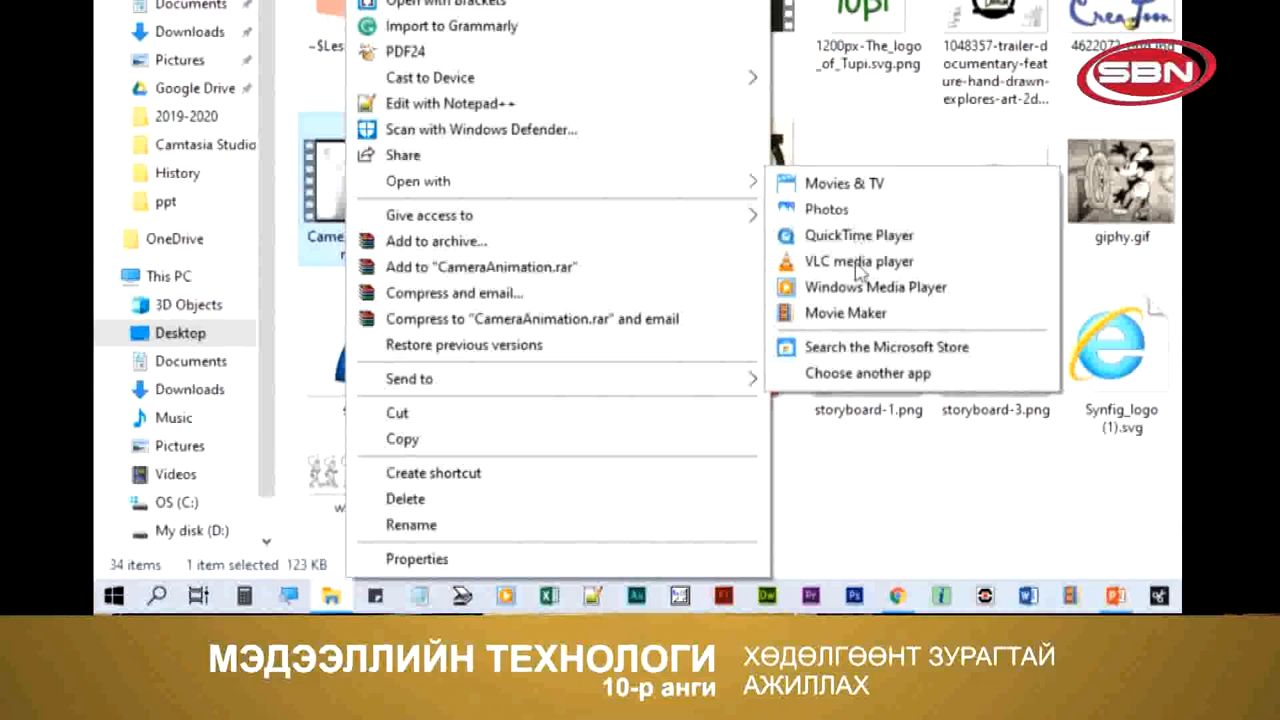 Documents
Downloads
Pictures
Google Drive
2019-2020
Camtasia Studio
History
ppt
OneDrive
This PC
3D Objects
Desktop
Documents
Downloads
Music
Pictures
Videos
OS (C:)
My disk (D:)
34 items 1 item selected 123 KB
~$Les
Came
Open with Brackets
Import to Grammarly
PDF24
Cast to Device
Edit with Notepad++
Scan with Windows Defender...
Share
Open with
Give access to
Add to archive...
Add to "CameraAnimation.rar"
Compress and email...
Compress to "CameraAnimation.rar" and email
Restore previous versions
Send to
Cut
Copy
Create shortcut
Delete
Rename
Properties
Movies & TV
Photos
QuickTime Player
VLC media player
Windows Media Player
Movie Maker
Search the Microsoft Store
Choose another app
Tupi
1200px-The_logo
_of_Tupi.svg.png
1048357-trailer-d
ocumentary-feat
ure-hand-drawn-
explores-art-2d...
CreaToon
SBN
giphy.gif
storyboard-1.png
storyboard-3.png
Synfig_logo
(1).svg
МЭДЭЭЛЛИЙН ТЕХНОЛОГИ
10-р анги
ХӨДӨЛГӨӨНТ ЗУРАГТАЙ
АЖИЛЛАХ